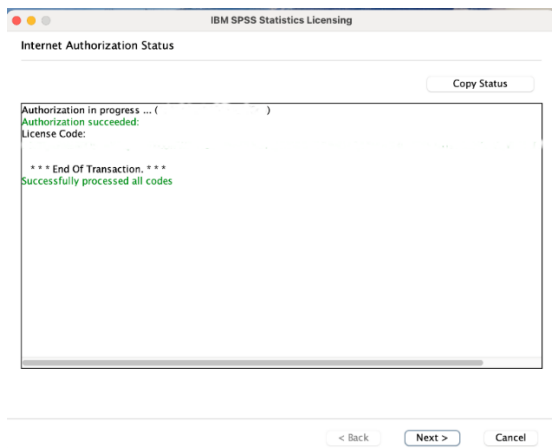 IBM SPSS Statistics Licensing
Internet Authorization Status
Copy Status
Authorization in progress ... ( )
Authorization succeeded:
License Code:
* * * End Of Transaction. * * *
Successfully processed all codes
< Back
Next >
Cancel